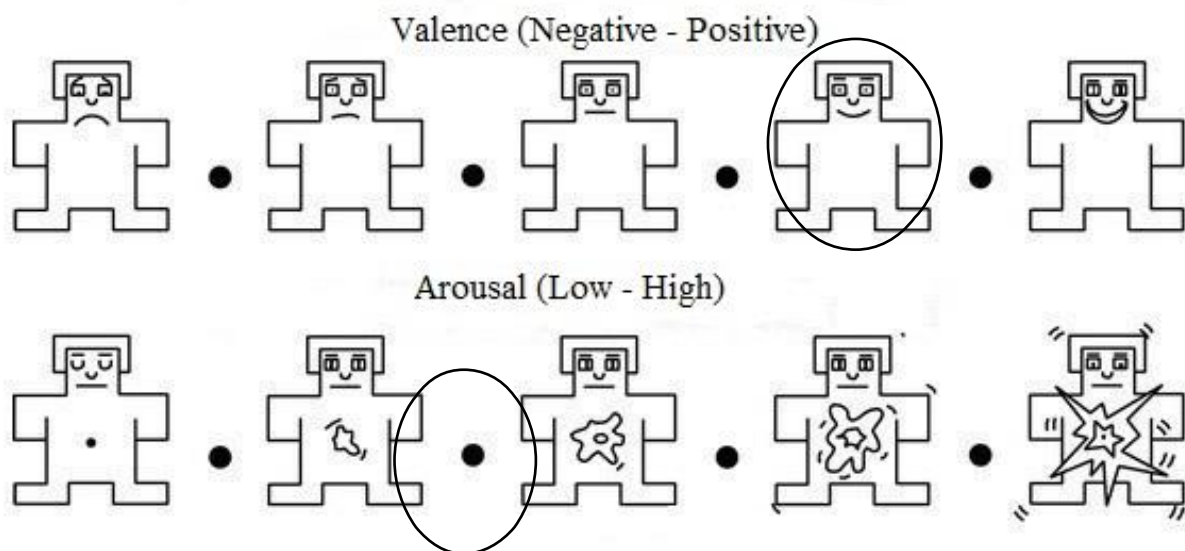 Valence (Negative - Positive)
Arousal (Low - High)